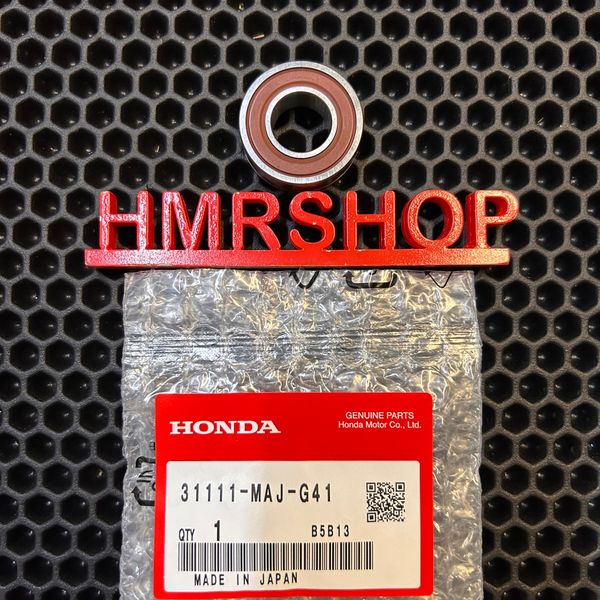 HMRSHOP
HONDA
GENUINE PARTS
Honda Motor Co., Ltd.
31111-MAJ-G41
QTY 1 B5B13
MADE IN JAPAN